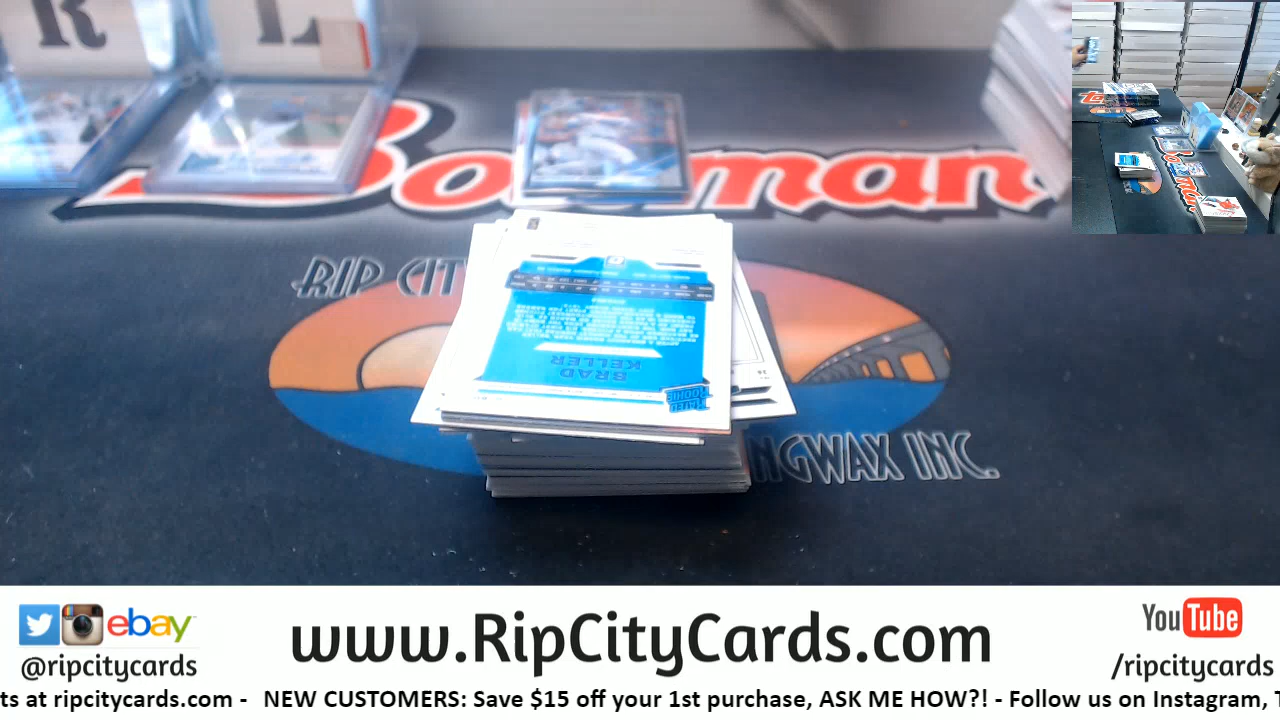 R L
Bowman
RIP CIT
NGWAX INC.
BRAD
KELLER
RATED
ROOKIE
ebay
@ripcitycards
www.RipCityCards.com
YouTube
/ripcitycards
ts at ripcitycards.com - NEW CUSTOMERS: Save $15 off your 1st purchase, ASK ME HOW?! - Follow us on Instagram, T